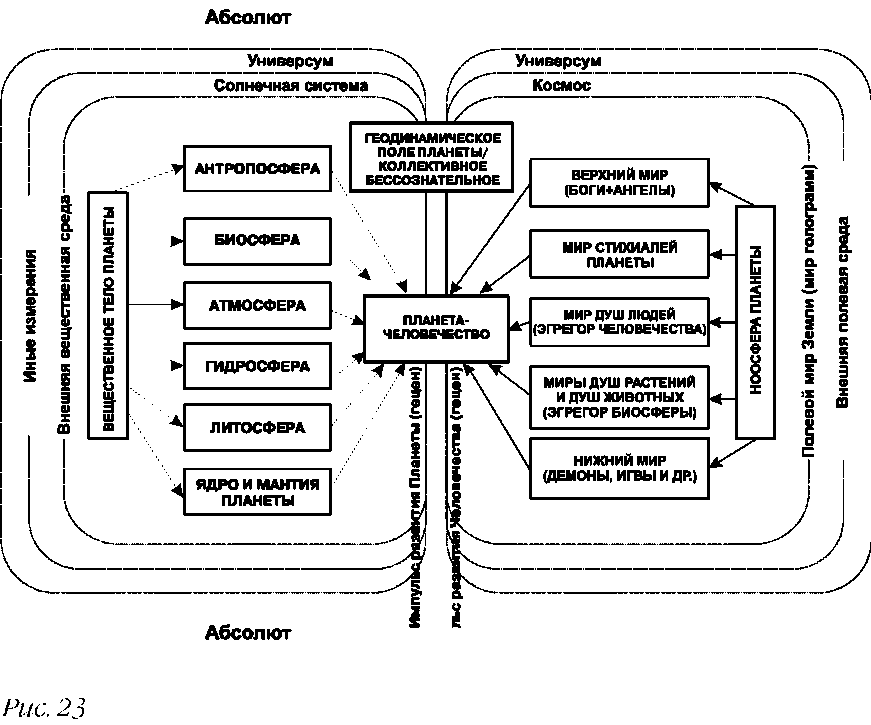 Абсолют
Универсум
Универсум
Солнечная система
Космос
ГЕОДИНАМИЧЕСКОЕ
ПОЛЕ ПЛАНЕТЫ/
КОЛЛЕКТИВНОЕ
БЕССОЗНАТЕЛЬНОЕ
Иные измерения
Внешняя вещественная среда
ВЕЩЕСТВЕННОЕ ТЕЛО ПЛАНЕТЫ
АНТРОПОСФЕРА
БИОСФЕРА
АТМОСФЕРА
ГИДРОСФЕРА
ЛИТОСФЕРА
ЯДРО И МАНТИЯ
ПЛАНЕТЫ
ПЛАНЕТА-
ЧЕЛОВЕЧЕСТВО
Импульс развития Планеты (гецен)
льс развития Человечества (гецен)
ВЕРХНИЙ МИР
(БОГИ+АНГЕЛЫ)
МИР СТИХИАЛЕЙ
ПЛАНЕТЫ
МИР ДУШ ЛЮДЕЙ
(ЭГРЕГОР ЧЕЛОВЕЧЕСТВА)
МИРЫ ДУШ РАСТЕНИЙ
И ДУШ ЖИВОТНЫХ
(ЭГРЕГОР БИОСФЕРЫ)
НИЖНИЙ МИР
(ДЕМОНЫ, ИГВЫ И ДР.)
НООСФЕРА ПЛАНЕТЫ
Полевой мир Земли (мир голограмм)
Внешняя полевая среда
Абсолют
Рис. 23